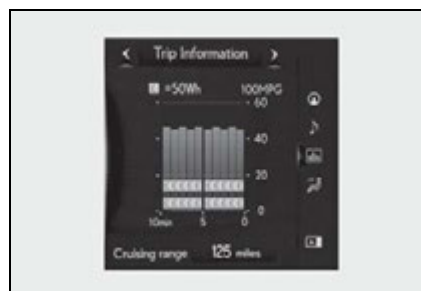 Trip Information
=50Wh 100MPG
60
40
20
0
10min 5 0
Cruising range 125 miles